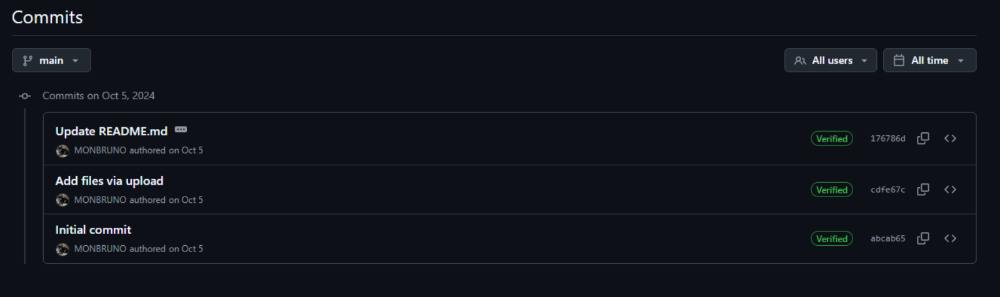 Commits
main
All users
All time
Commits on Oct 5, 2024
Update README.md
Verified
176786d
MONBRUNO authored on Oct 5
Add files via upload
Verified
cdfe67c
MONBRUNO authored on Oct 5
Initial commit
Verified
abcab65
MONBRUNO authored on Oct 5